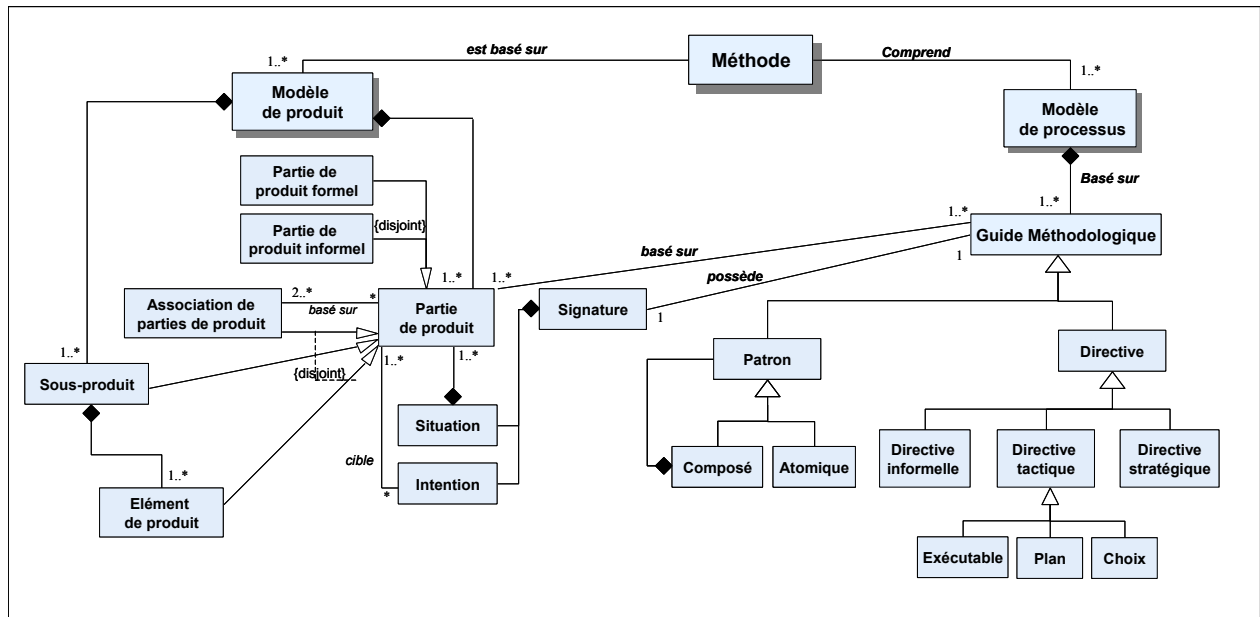 est basé sur
Méthode
Comprend
1..*
1..*
Modèle
de produit
Modèle
de processus
Partie de
produit formel
Basé sur
{disjoint}
1..*
1..*
Partie de
produit informel
Guide Méthodologique
basé sur
1
possède
1..*
1..*
2..*
*
basé sur
Association de
parties de produit
Partie
de produit
Signature
1
1..*
{disjoint}
1..*
1..*
Sous-produit
Patron
Directive
Situation
cible
*
Intention
Composé
Atomique
Directive
informelle
Directive
tactique
Directive
stratégique
1..*
Elément
de produit
Exécutable
Plan
Choix